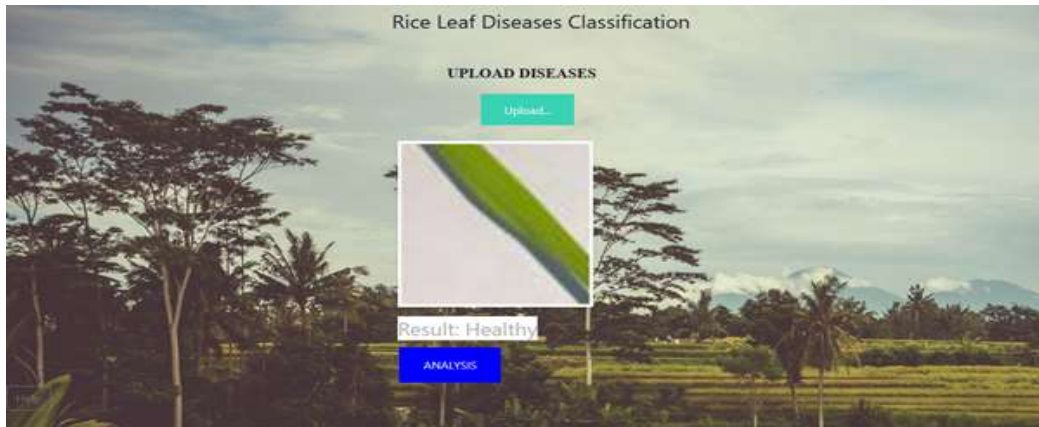 Rice Leaf Diseases Classification
UPLOAD DISEASES
Upload...
Result: Healthy
ANALYSIS